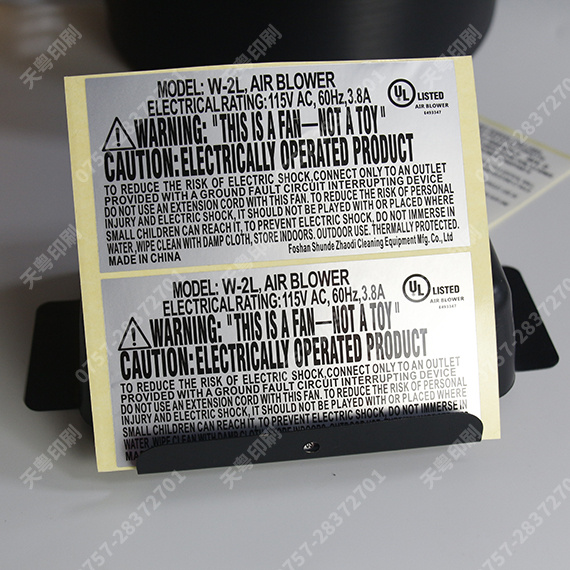 MODEL: W-2L, AIR BLOWER
ELECTRICAL RATING: 115V AC, 60Hz, 3.8A
UL LISTED
AIR BLOWER
E493347
WARNING: "THIS IS A FAN—NOT A TOY"
CAUTION: ELECTRICALLY OPERATED PRODUCT
TO REDUCE THE RISK OF ELECTRIC SHOCK, CONNECT ONLY TO AN OUTLET
PROVIDED WITH A GROUND FAULT CIRCUIT INTERRUPTING DEVICE
DO NOT USE AN EXTENSION CORD WITH THIS FAN. TO REDUCE THE RISK OF PERSONAL
INJURY AND ELECTRIC SHOCK, IT SHOULD NOT BE PLAYED WITH OR PLACED WHERE
SMALL CHILDREN CAN REACH IT. TO PREVENT ELECTRIC SHOCK, DO NOT IMMERSE IN
WATER, WIPE CLEAN WITH DAMP CLOTH, STORE INDOORS. OUTDOOR USE. THERMALLY PROTECTED.
Foshan Shunde Zhaodi Cleaning Equipment Mfg. Co., Ltd
MADE IN CHINA
MODEL: W-2L, AIR BLOWER
ELECTRICAL RATING: 115V AC, 60Hz, 3.8A
UL LISTED
AIR BLOWER
E493347
WARNING: "THIS IS A FAN—NOT A TOY"
CAUTION: ELECTRICALLY OPERATED PRODUCT
TO REDUCE THE RISK OF ELECTRIC SHOCK, CONNECT ONLY TO AN OUTLET
PROVIDED WITH A GROUND FAULT CIRCUIT INTERRUPTING DEVICE
DO NOT USE AN EXTENSION CORD WITH THIS FAN. TO REDUCE THE RISK OF PERSONAL
INJURY AND ELECTRIC SHOCK, IT SHOULD NOT BE PLAYED WITH OR PLACED WHERE
SMALL CHILDREN CAN REACH IT. TO PREVENT ELECTRIC SHOCK, DO NOT IMMERSE IN
WATER, WIPE CLEAN WITH DAMP CLOTH
天粤印刷
0757-28372701